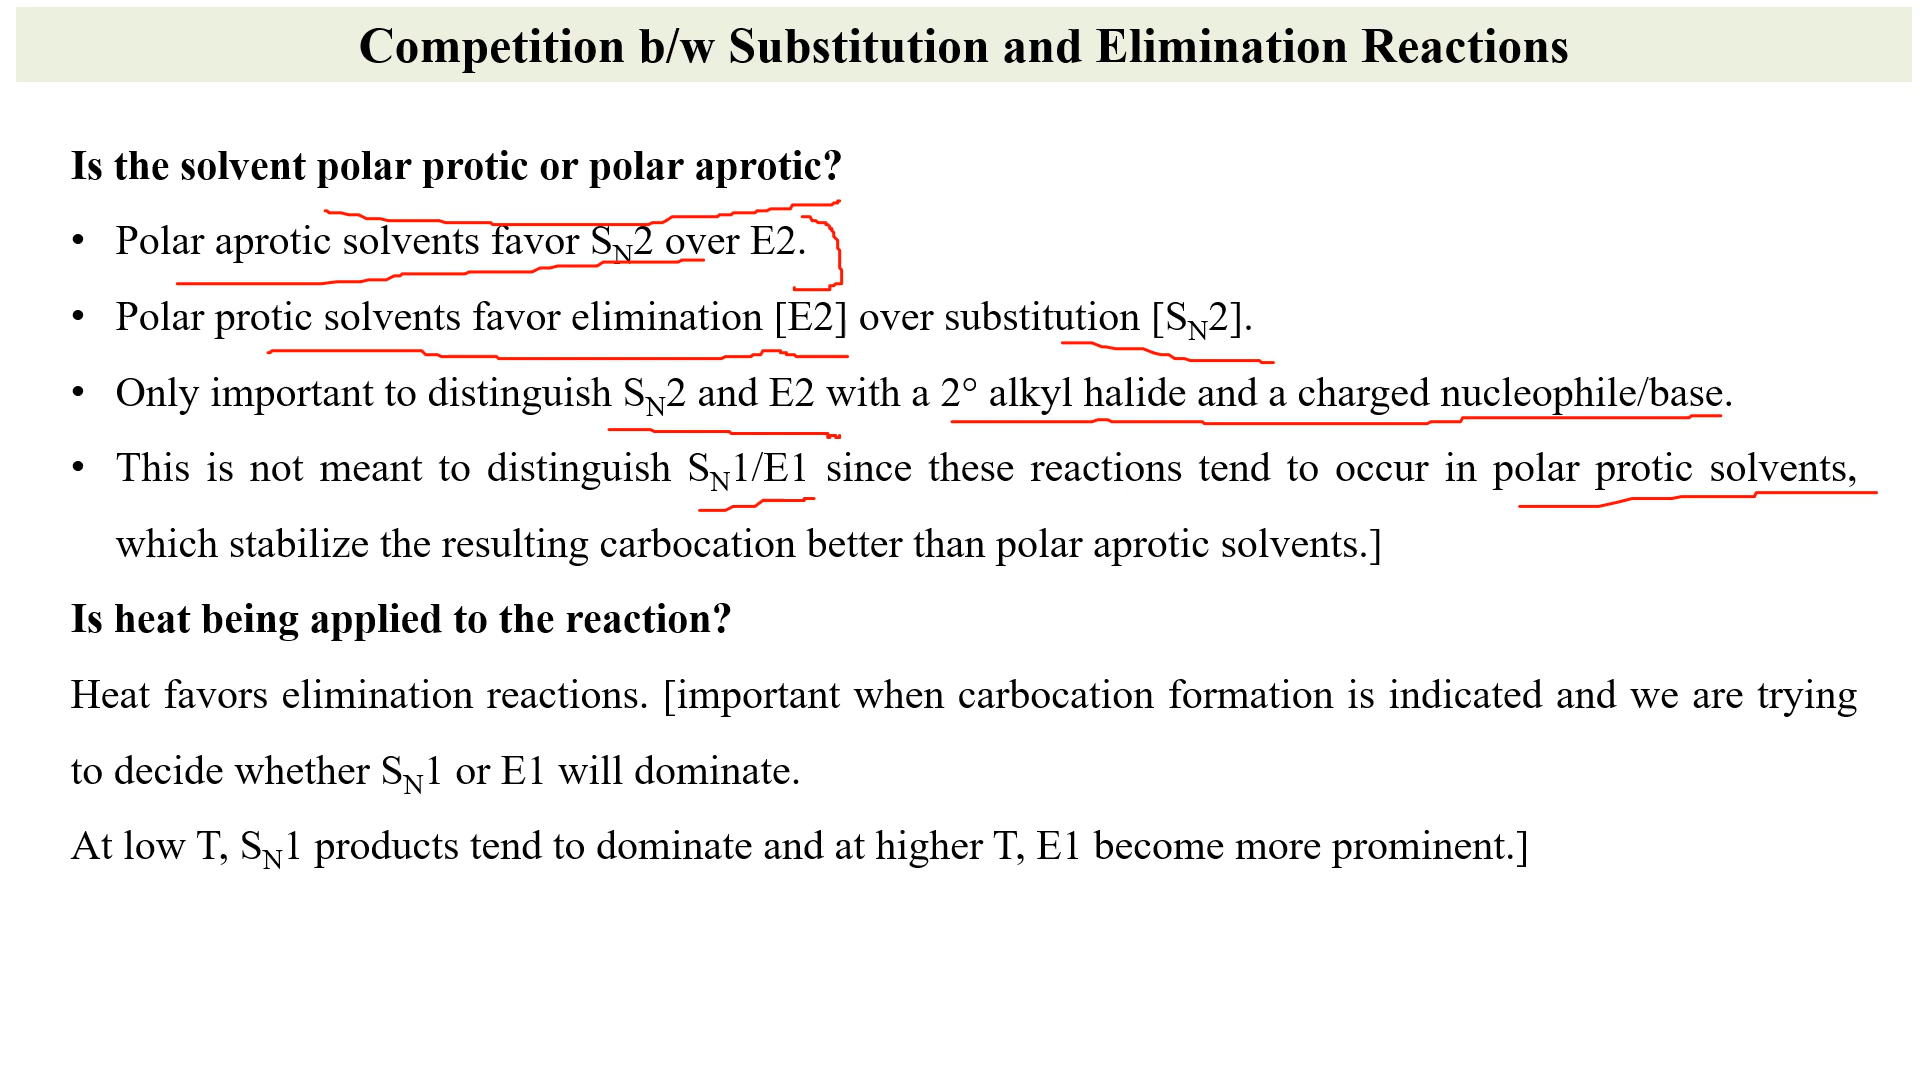 Competition b/w Substitution and Elimination Reactions
Is the solvent polar protic or polar aprotic?
• Polar aprotic solvents favor SN2 over E2.
• Polar protic solvents favor elimination [E2] over substitution [SN2].
• Only important to distinguish SN2 and E2 with a 2° alkyl halide and a charged nucleophile/base.
• This is not meant to distinguish SN1/E1 since these reactions tend to occur in polar protic solvents,
which stabilize the resulting carbocation better than polar aprotic solvents.]
Is heat being applied to the reaction?
Heat favors elimination reactions. [important when carbocation formation is indicated and we are trying
to decide whether SN1 or E1 will dominate.
At low T, SN1 products tend to dominate and at higher T, E1 become more prominent.]